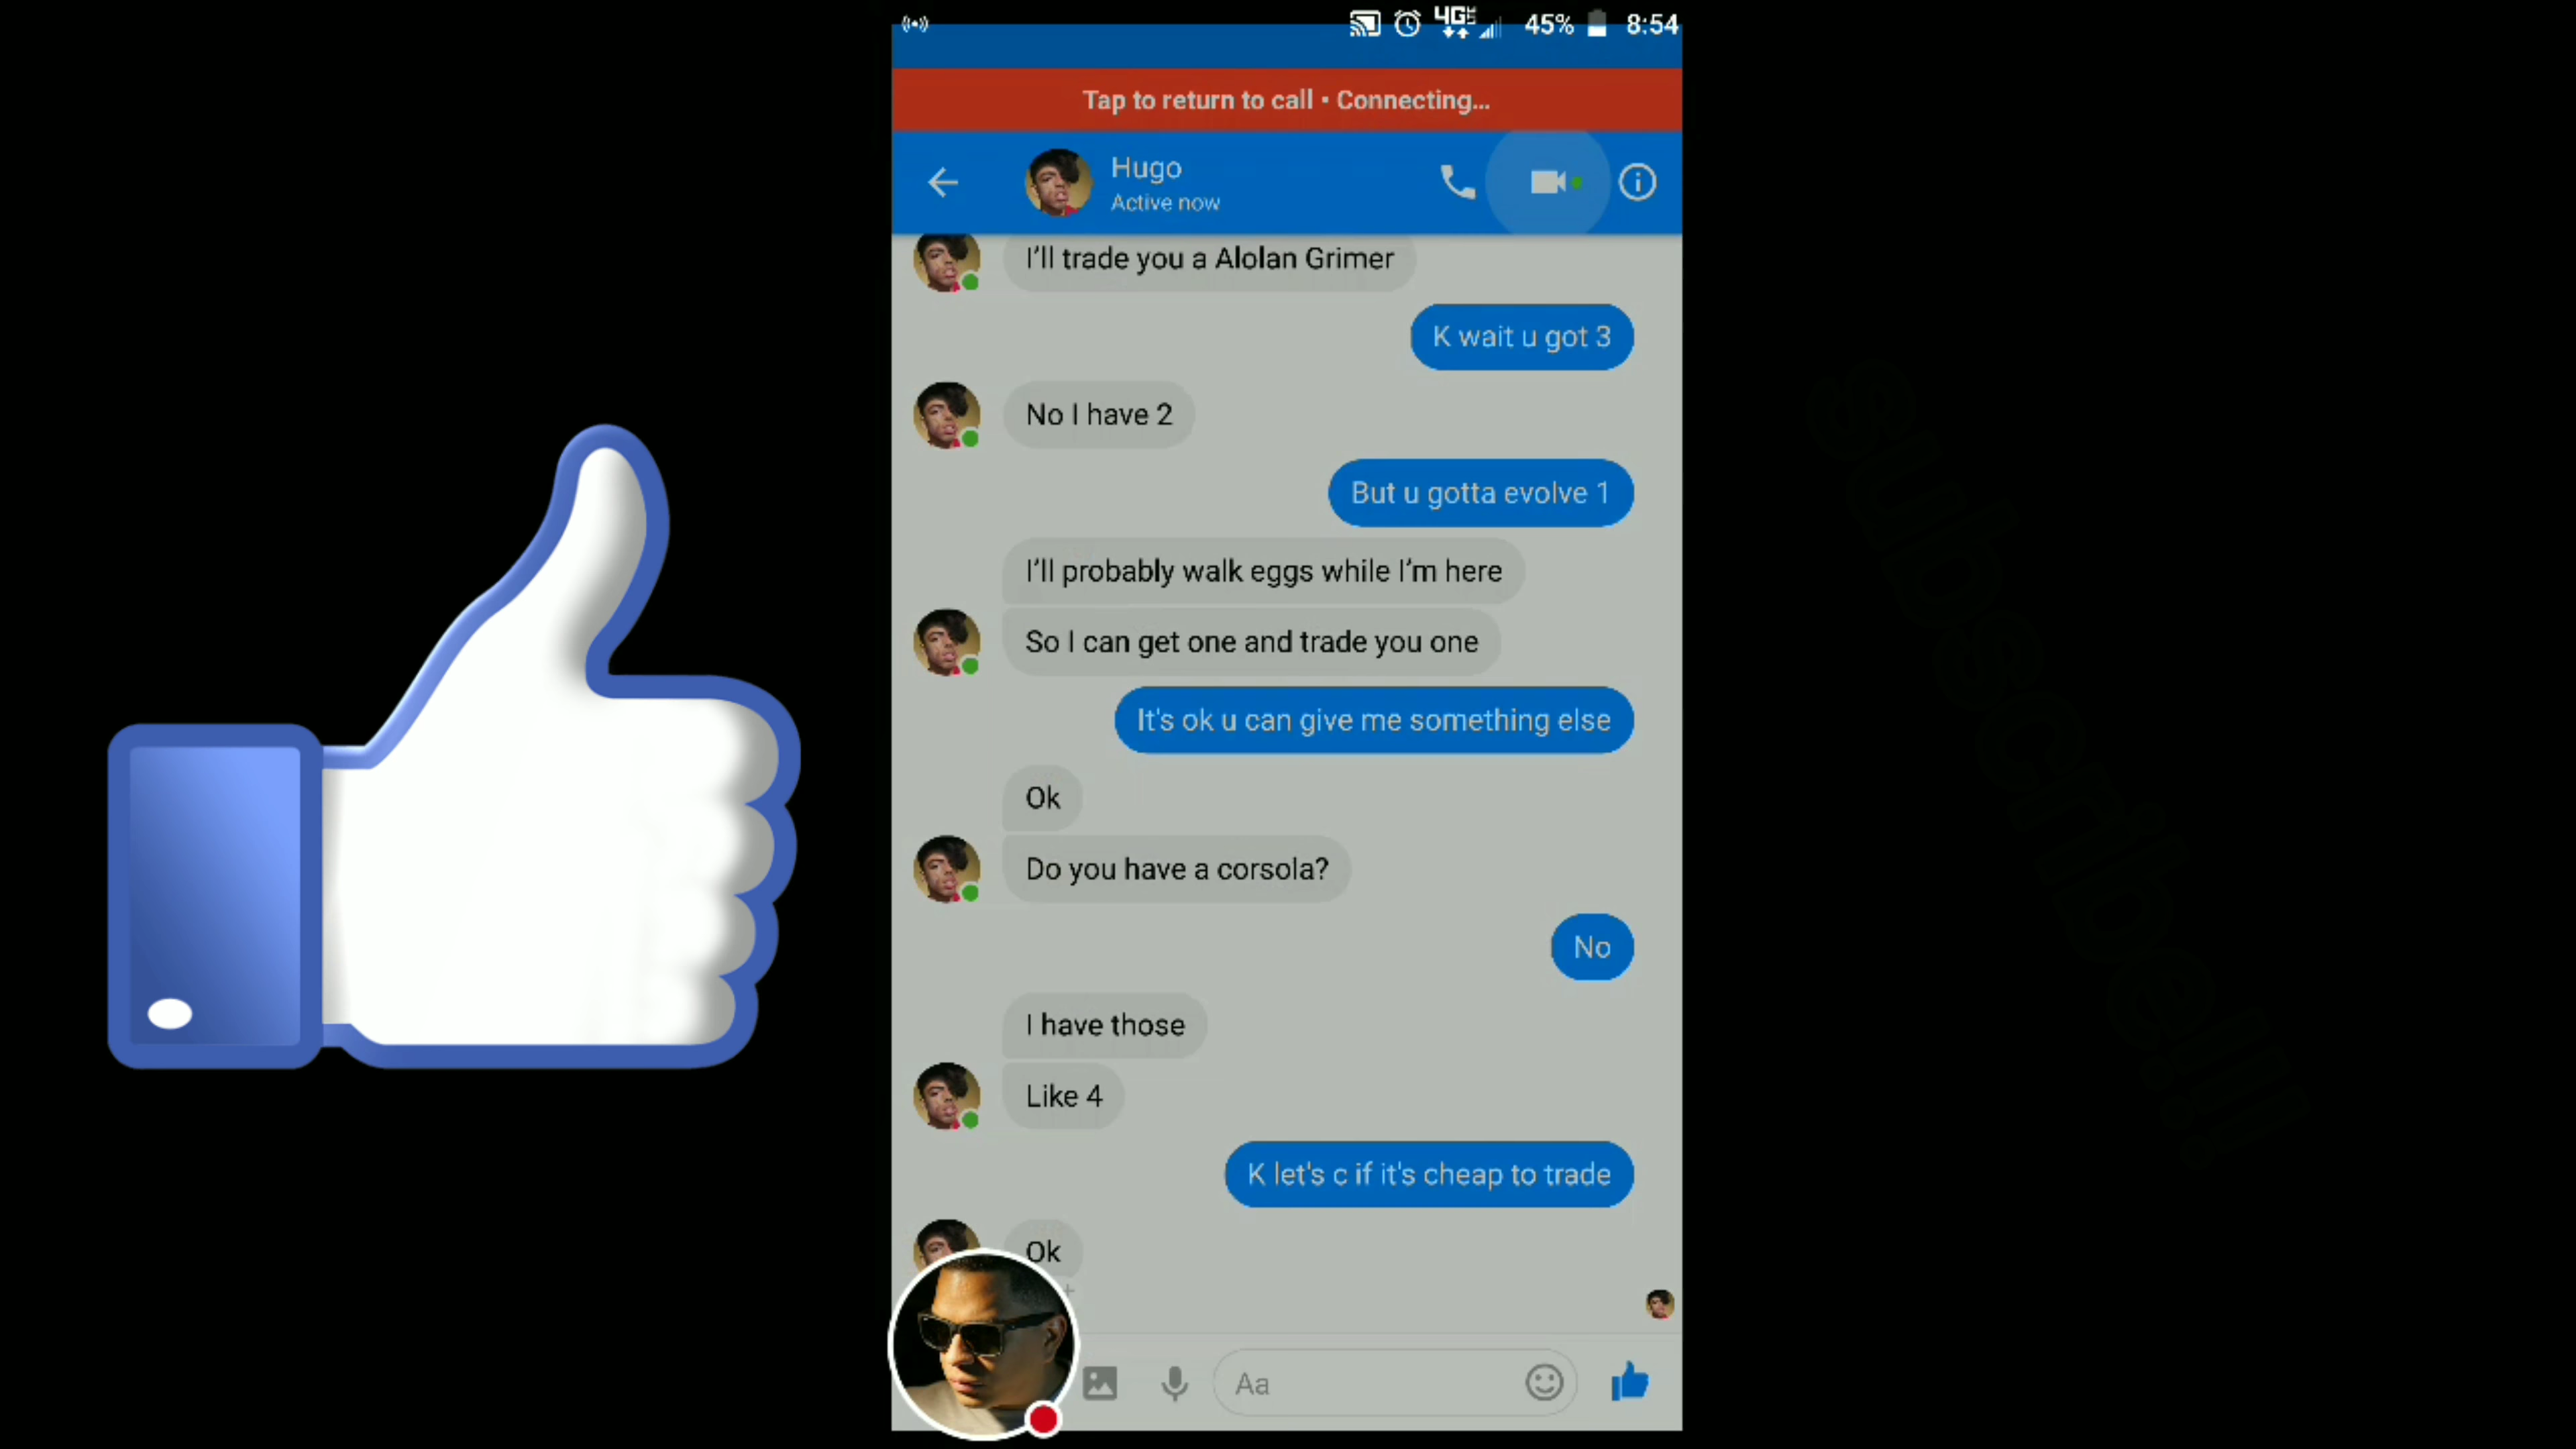 4G LTE 45% 8:54
Tap to return to call • Connecting...
Hugo
Active now
I'll trade you a Alolan Grimer
K wait u got 3
No I have 2
But u gotta evolve 1
I'll probably walk eggs while I'm here
So I can get one and trade you one
It's ok u can give me something else
Ok
Do you have a corsola?
No
I have those
Like 4
K let's c if it's cheap to trade
Ok
Aa
subscribe!!!